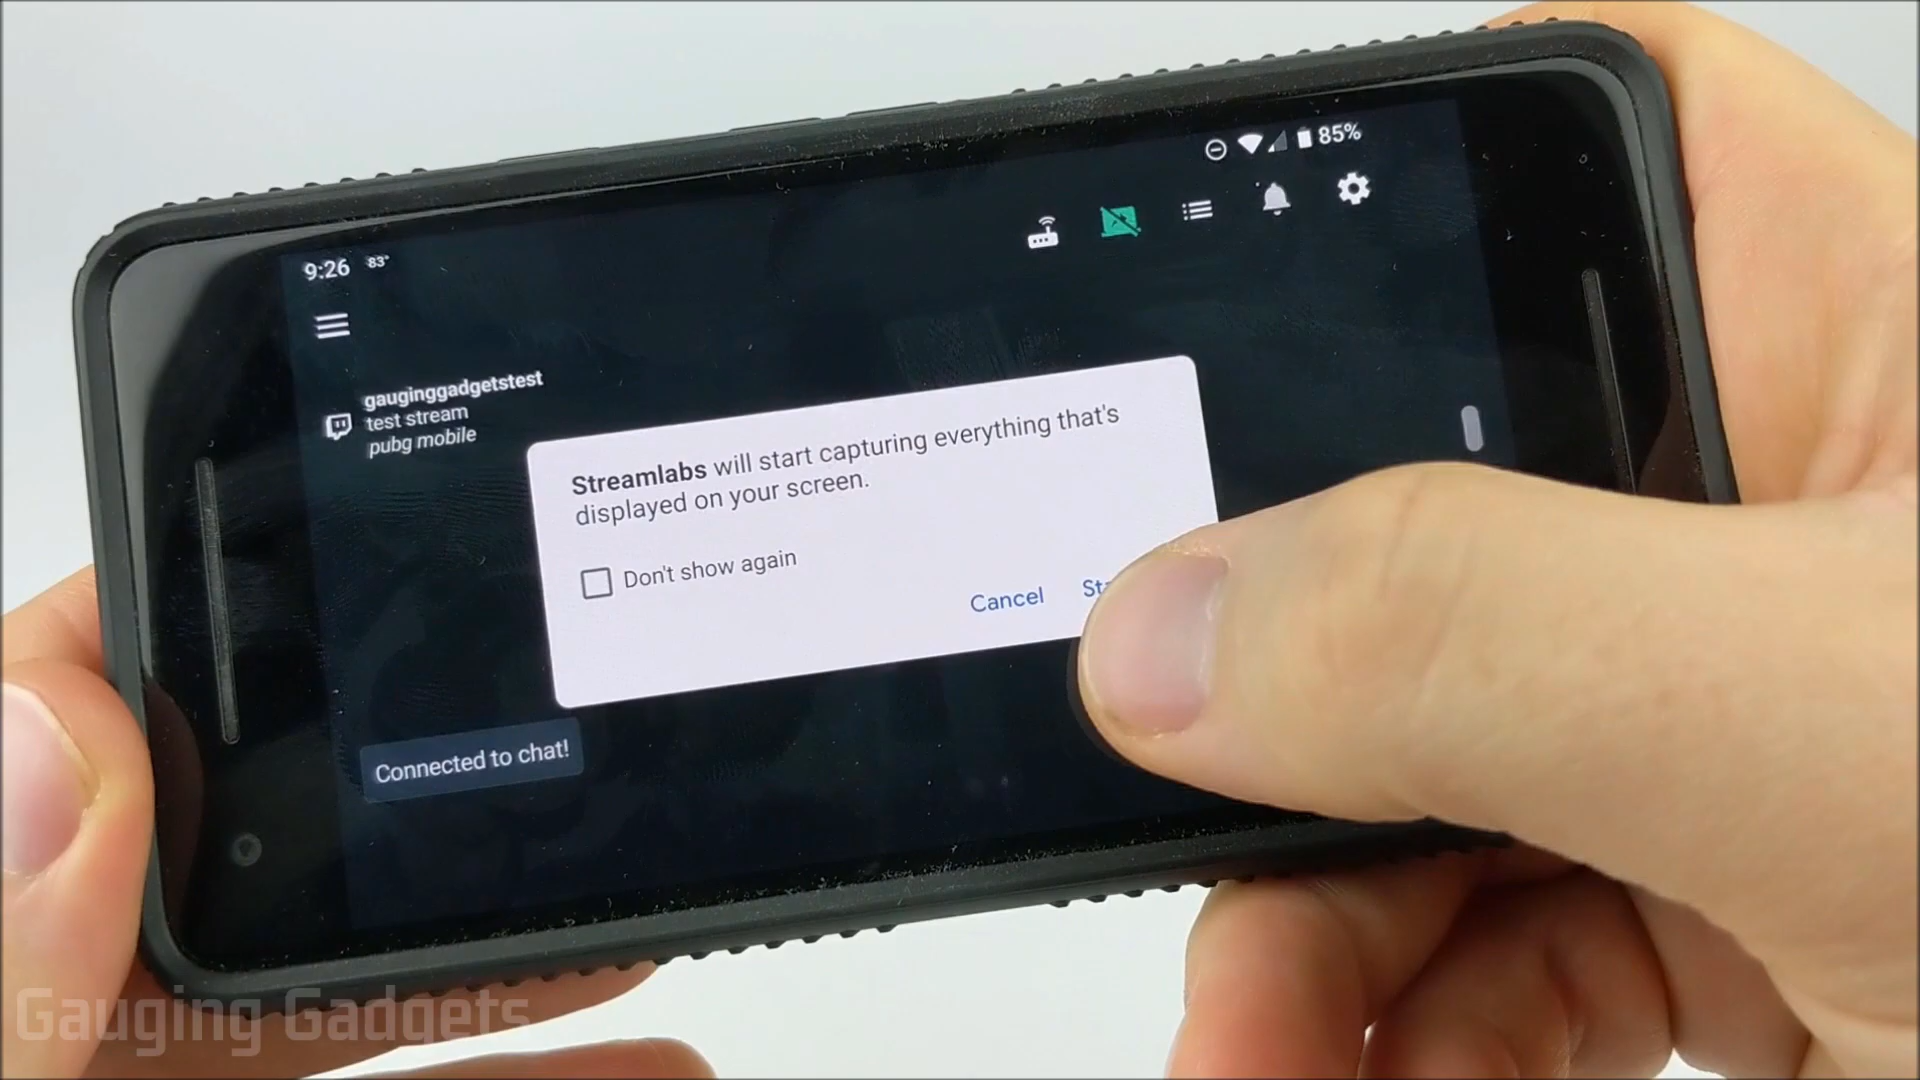 85%
9:26 83°
gauginggadgetstest
test stream
pubg mobile
Streamlabs will start capturing everything that's
displayed on your screen.
Don't show again
Cancel
Connected to chat!
Gauging Gadgets